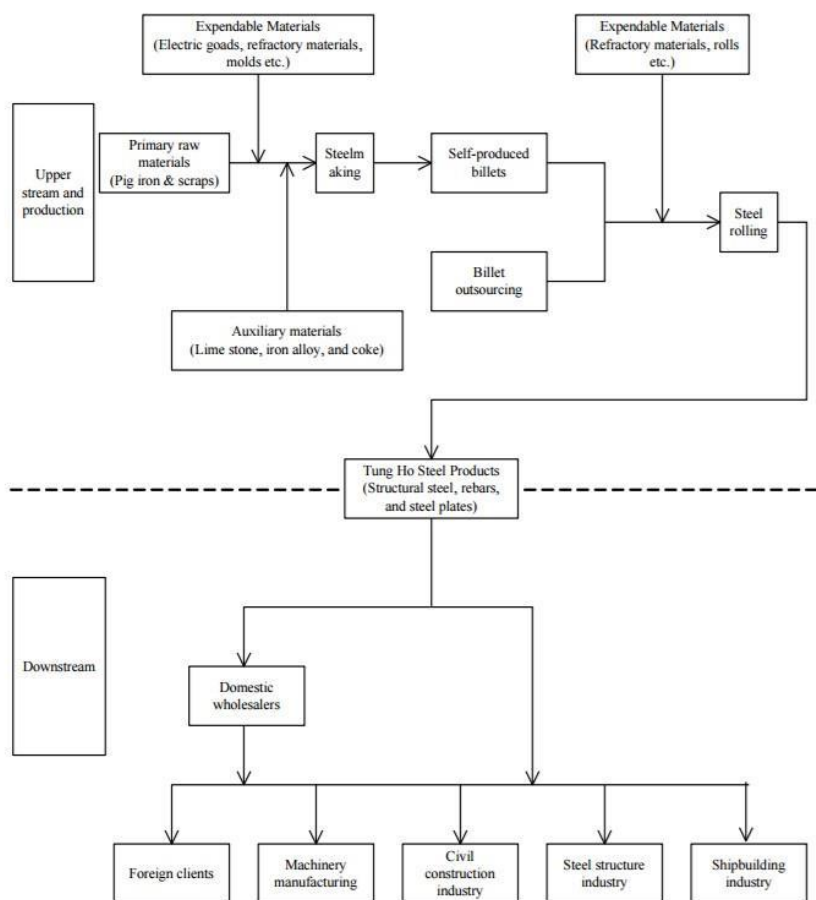 Expendable Materials
(Electric goads, refractory materials,
molds etc.)
Expendable Materials
(Refractory materials, rolls
etc.)
Upper
stream and
production
Primary raw
materials
(Pig iron & scraps)
Steelm
aking
Self-produced
billets
Steel
rolling
Billet
outsourcing
Auxiliary materials
(Lime stone, iron alloy, and coke)
Tung Ho Steel Products
(Structural steel, rebars,
and steel plates)
Downstream
Domestic
wholesalers
Foreign clients
Machinery
manufacturing
Civil
construction
industry
Steel structure
industry
Shipbuilding
industry